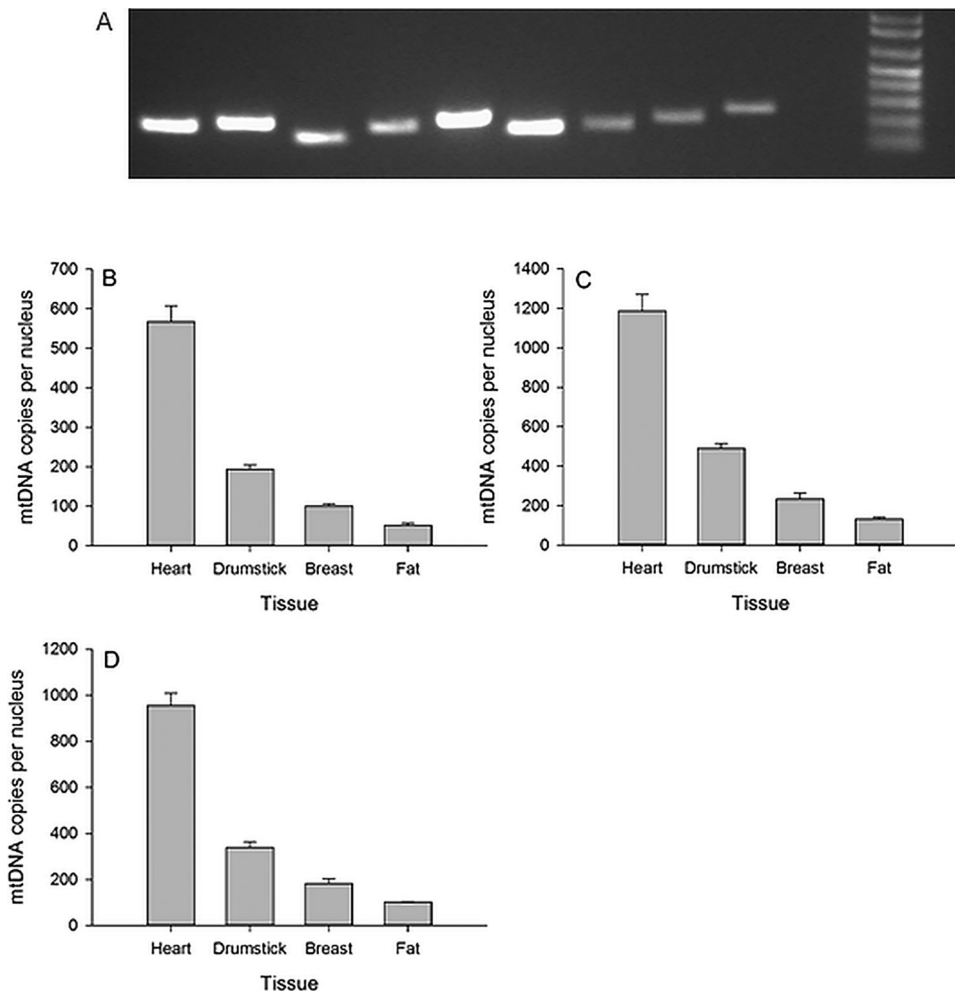 A
B
mtDNA copies per nucleus
700
600
500
400
300
200
100
0
Heart Drumstick Breast Fat
Tissue
C
mtDNA copies per nucleus
1400
1200
1000
800
600
400
200
0
Heart Drumstick Breast Fat
Tissue
D
mtDNA copies per nucleus
1200
1000
800
600
400
200
0
Heart Drumstick Breast Fat
Tissue